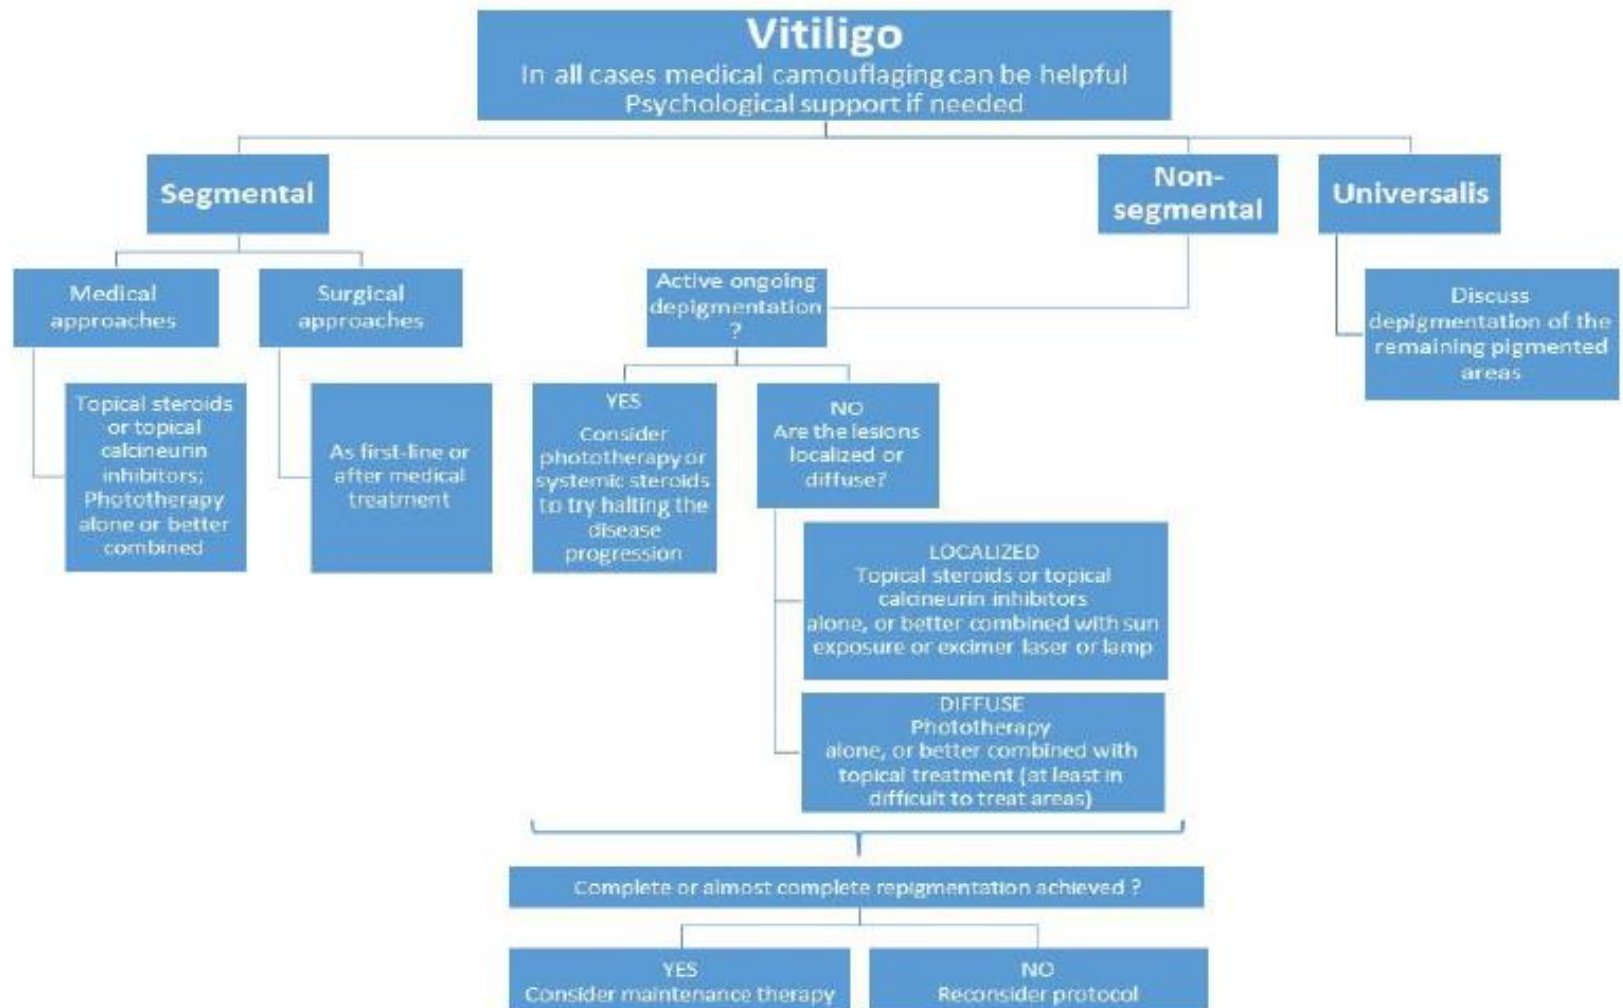 Vitiligo
In all cases medical camouflaging can be helpful
Psychological support if needed
Segmental
Non-
segmental
Universalis
Medical
approaches
Surgical
approaches
Active ongoing
depigmentation
?
Discuss
depigmentation of the
remaining pigmented
areas
Topical steroids
or topical
calcineurin
inhibitors;
Phototherapy
alone or better
combined
As first-line or
after medical
treatment
YES
Consider
phototherapy or
systemic steroids
to try halting the
disease
progression
NO
Are the lesions
localized or
diffuse?
LOCALIZED
Topical steroids or topical
calcineurin inhibitors
alone, or better combined with sun
exposure or excimer laser or lamp
DIFFUSE
Phototherapy
alone, or better combined with
topical treatment (at least in
difficult to treat areas)
Complete or almost complete repigmentation achieved ?
YES
Consider maintenance therapy
NO
Reconsider protocol